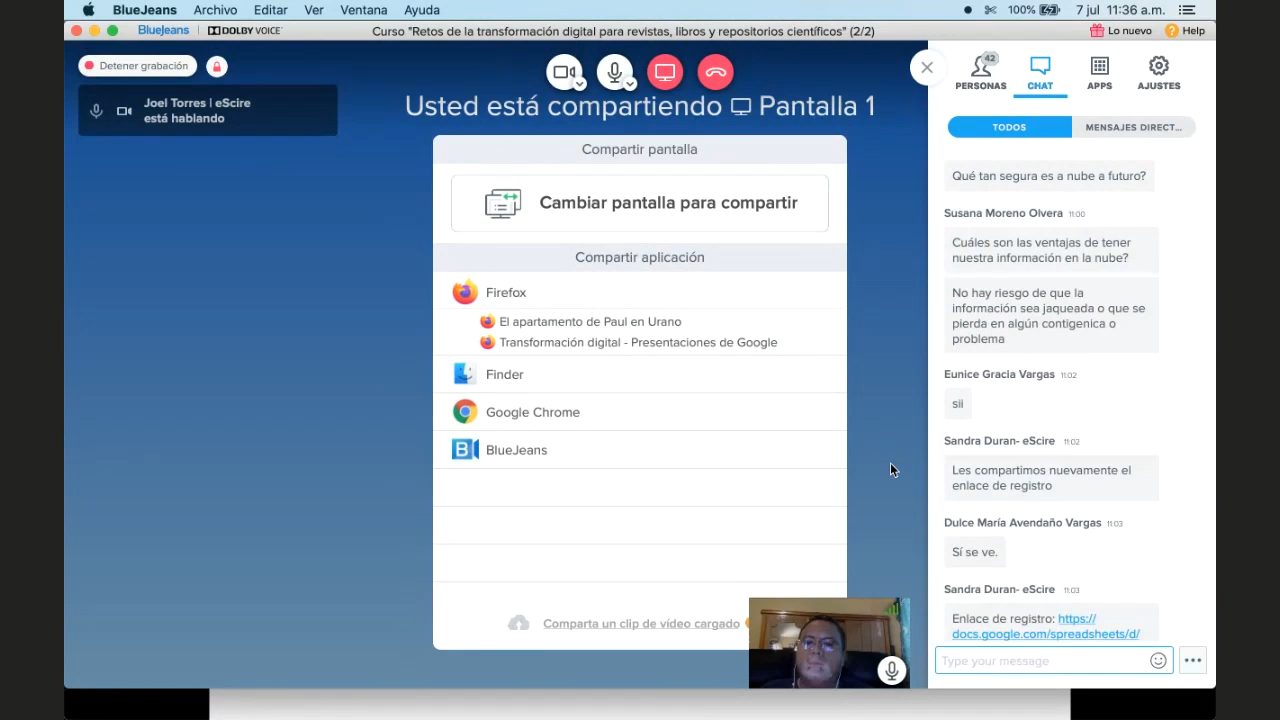 BlueJeans Archivo Editar Ver Ventana Ayuda 100% 7 jul 11:36 a.m.
BlueJeans DOLBY VOICE Curso "Retos de la transformación digital para revistas, libros y repositorios científicos" (2/2) Lo nuevo ? Help
Detener grabación
Joel Torres | eScire
está hablando
Usted está compartiendo Pantalla 1
Compartir pantalla
Cambiar pantalla para compartir
Compartir aplicación
Firefox
El apartamento de Paul en Urano
Transformación digital - Presentaciones de Google
Finder
Google Chrome
B BlueJeans
Comparta un clip de vídeo cargado
42
PERSONAS CHAT APPS AJUSTES
TODOS MENSAJES DIRECT...
Qué tan segura es a nube a futuro?
Susana Moreno Olvera 11:00
Cuáles son las ventajas de tener
nuestra información en la nube?
No hay riesgo de que la
información sea jaqueada o que se
pierda en algún contigenica o
problema
Eunice Gracia Vargas 11:02
sii
Sandra Duran- eScire 11:02
Les compartimos nuevamente el
enlace de registro
Dulce María Avendaño Vargas 11:03
Sí se ve.
Sandra Duran- eScire 11:03
Enlace de registro: https://
docs.google.com/spreadsheets/d/
Type your message